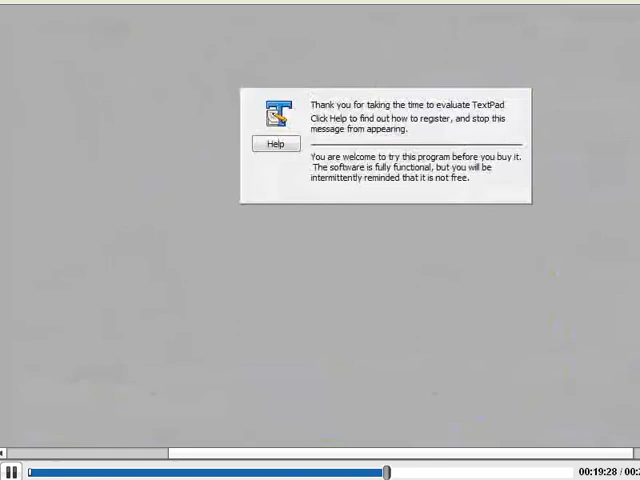 Thank you for taking the time to evaluate TextPad
Click Help to find out how to register, and stop this
message from appearing.
Help
You are welcome to try this program before you buy it.
The software is fully functional, but you will be
intermittently reminded that it is not free.
00:19:28 / 00: